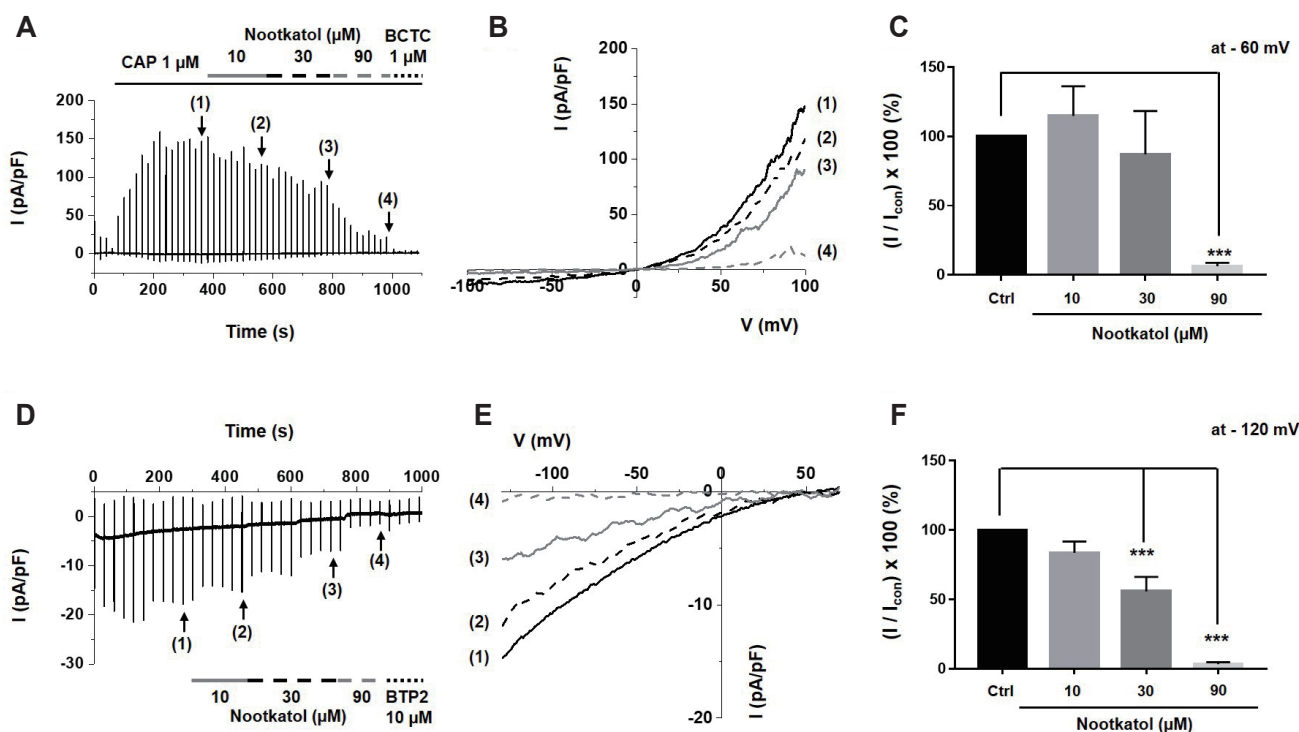 A
Nootkatol (µM) BCTC
CAP 1 µM 10 30 90 1 µM
200
150
100
50
0
I (pA/pF)
(1)
(2)
(3)
(4)
0 200 400 600 800 1000
Time (s)
B
I (pA/pF)
200
150
100
50
0
(1)
(2)
(3)
(4)
-100 -50 0 50 100
V (mV)
C
at - 60 mV
(I / Icon) x 100 (%)
150
100
50
0
***
Ctrl 10 30 90
Nootkatol (µM)
D
Time (s)
0 200 400 600 800 1000
I (pA/pF)
0
-10
-20
-30
(1)
(2)
(3)
(4)
10 30 90 BTP2
Nootkatol (µM) 10 µM
E
V (mV)
-100 -50 0 50
0
(4)
(3)
(2)
(1)
-10
-20
I (pA/pF)
F
at - 120 mV
(I / Icon) x 100 (%)
150
100
50
0
***
***
Ctrl 10 30 90
Nootkatol (µM)